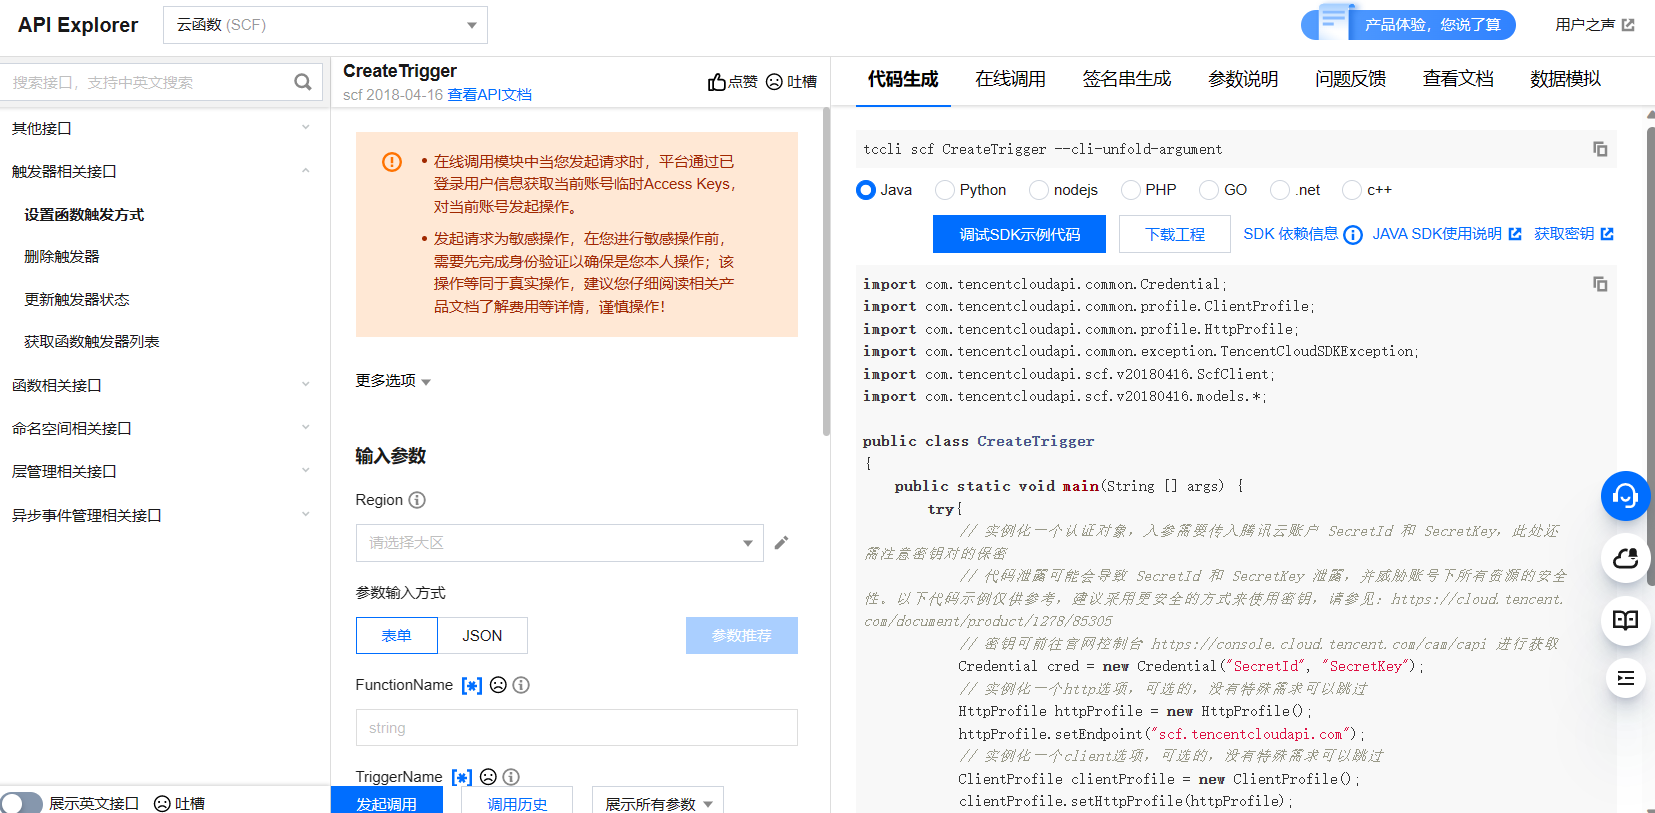 API Explorer
云函数 (SCF)
产品体验，您说了算
用户之声
搜索接口，支持中英文搜索
其他接口
触发器相关接口
设置函数触发方式
删除触发器
更新触发器状态
获取函数触发器列表
函数相关接口
命名空间相关接口
层管理相关接口
异步事件管理相关接口
展示英文接口
吐槽
CreateTrigger
scf 2018-04-16 查看API文档
点赞
吐槽
• 在线调用模块中当您发起请求时，平台通过已
登录用户信息获取当前账号临时Access Keys，
对当前账号发起操作。
• 发起请求为敏感操作，在您进行敏感操作前，
需要先完成身份验证以确保是您本人操作；该
操作等同于真实操作，建议您仔细阅读相关产
品文档了解费用等详情，谨慎操作！
更多选项
输入参数
Region
请选择大区
参数输入方式
表单
JSON
参数推荐
FunctionName [*]
string
TriggerName [*]
发起调用
调用历史
展示所有参数
代码生成
在线调用
签名串生成
参数说明
问题反馈
查看文档
数据模拟
tccli scf CreateTrigger --cli-unfold-argument
Java
Python
nodejs
PHP
GO
.net
c++
调试SDK示例代码
下载工程
SDK 依赖信息
JAVA SDK使用说明
获取密钥
import com.tencentcloudapi.common.Credential;
import com.tencentcloudapi.common.profile.ClientProfile;
import com.tencentcloudapi.common.profile.HttpProfile;
import com.tencentcloudapi.common.exception.TencentCloudSDKException;
import com.tencentcloudapi.scf.v20180416.ScfClient;
import com.tencentcloudapi.scf.v20180416.models.*;
public class CreateTrigger
{
public static void main(String [] args) {
try{
// 实例化一个认证对象，入参需要传入腾讯云账户 SecretId 和 SecretKey，此处还
需注意密钥对的保密
// 代码泄露可能会导致 SecretId 和 SecretKey 泄露，并威胁账号下所有资源的安全
性。以下代码示例仅供参考，建议采用更安全的方式来使用密钥，请参见：https://cloud.tencent.
com/document/product/1278/85305
// 密钥可前往官网控制台 https://console.cloud.tencent.com/cam/capi 进行获取
Credential cred = new Credential("SecretId", "SecretKey");
// 实例化一个http选项，可选的，没有特殊需求可以跳过
HttpProfile httpProfile = new HttpProfile();
httpProfile.setEndpoint("scf.tencentcloudapi.com");
// 实例化一个client选项，可选的，没有特殊需求可以跳过
ClientProfile clientProfile = new ClientProfile();
clientProfile.setHttpProfile(httpProfile);